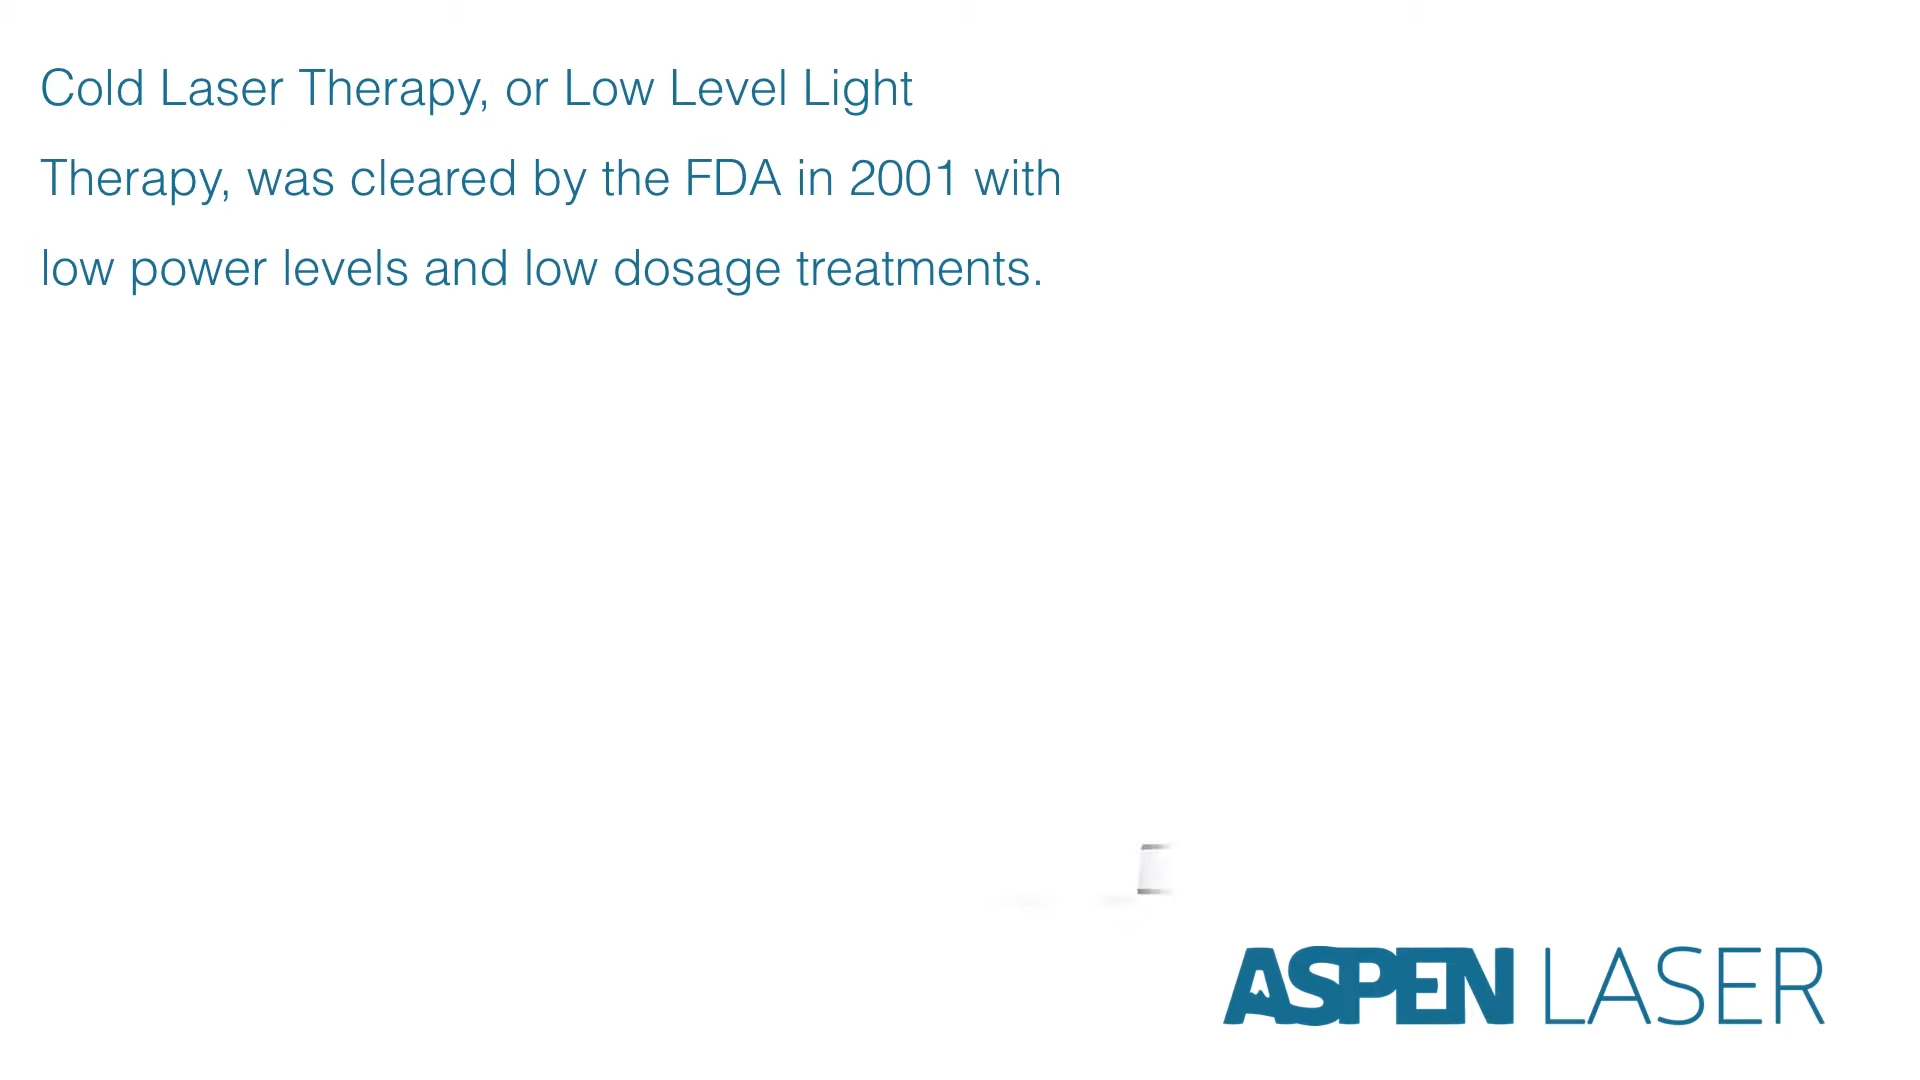 Cold Laser Therapy, or Low Level Light
Therapy, was cleared by the FDA in 2001 with
low power levels and low dosage treatments.
ASPEN LASER